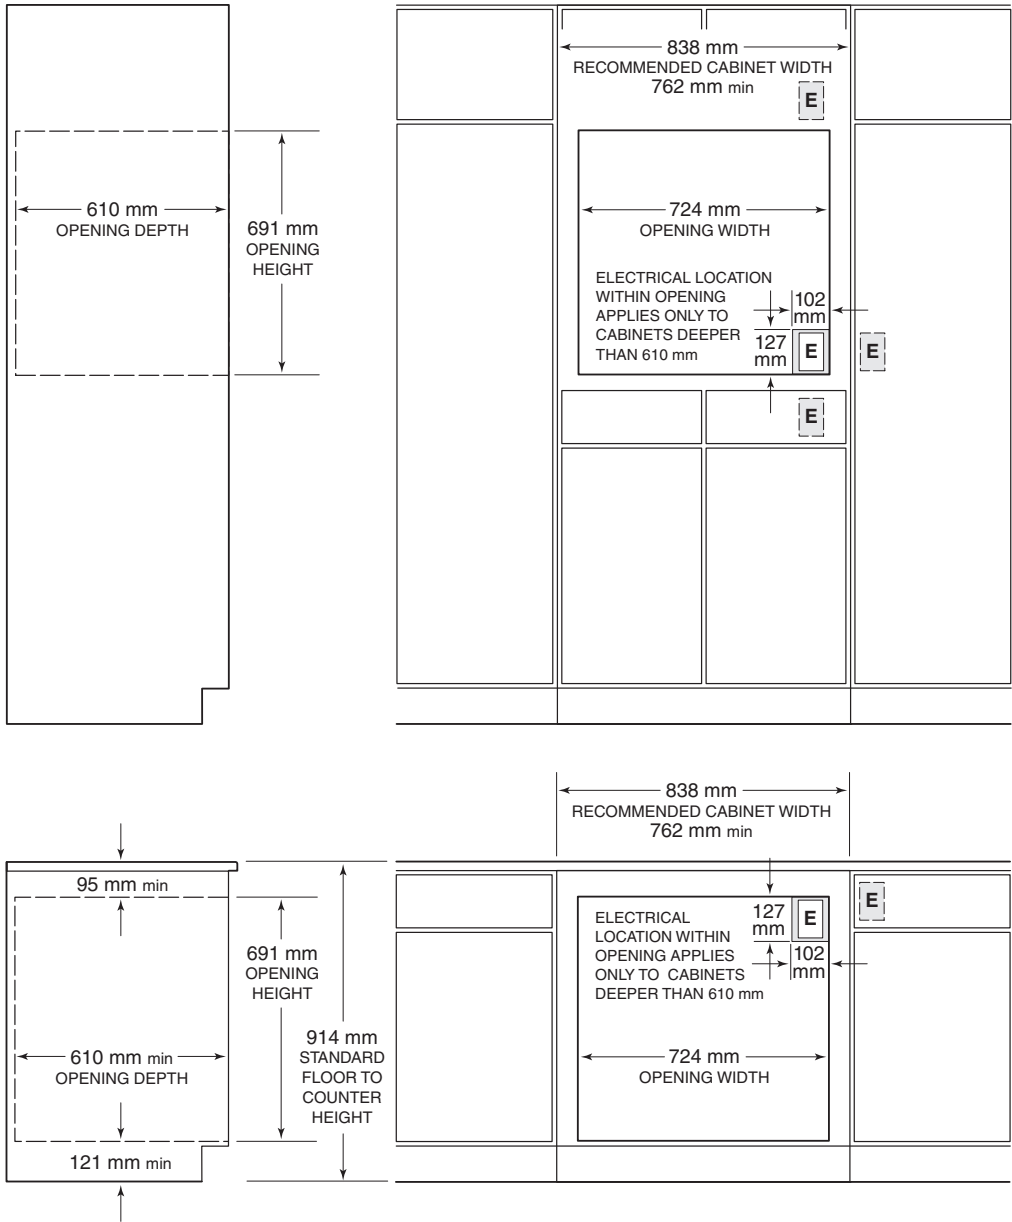 838 mm
RECOMMENDED CABINET WIDTH
762 mm min
E
610 mm
OPENING DEPTH
691 mm
OPENING
HEIGHT
724 mm
OPENING WIDTH
ELECTRICAL LOCATION
WITHIN OPENING
APPLIES ONLY TO
CABINETS DEEPER
THAN 610 mm
102
mm
127
mm
E
E
E
838 mm
RECOMMENDED CABINET WIDTH
762 mm min
95 mm min
691 mm
OPENING
HEIGHT
610 mm min
OPENING DEPTH
121 mm min
914 mm
STANDARD
FLOOR TO
COUNTER
HEIGHT
ELECTRICAL
LOCATION WITHIN
OPENING APPLIES
ONLY TO CABINETS
DEEPER THAN 610 mm
127
mm
E
102
mm
E
724 mm
OPENING WIDTH